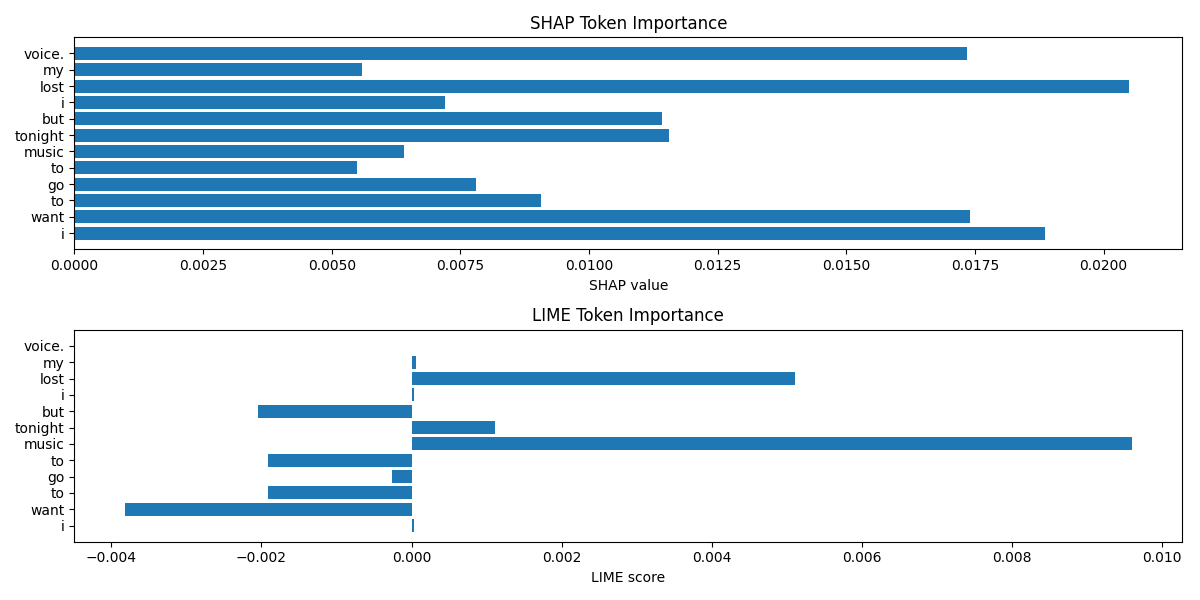 SHAP Token Importance
voice.
my
lost
i
but
tonight
music
to
go
to
want
i
0.0000 0.0025 0.0050 0.0075 0.0100 0.0125 0.0150 0.0175 0.0200
SHAP value
LIME Token Importance
voice.
my
lost
i
but
tonight
music
to
go
to
want
i
−0.004 −0.002 0.000 0.002 0.004 0.006 0.008 0.010
LIME score